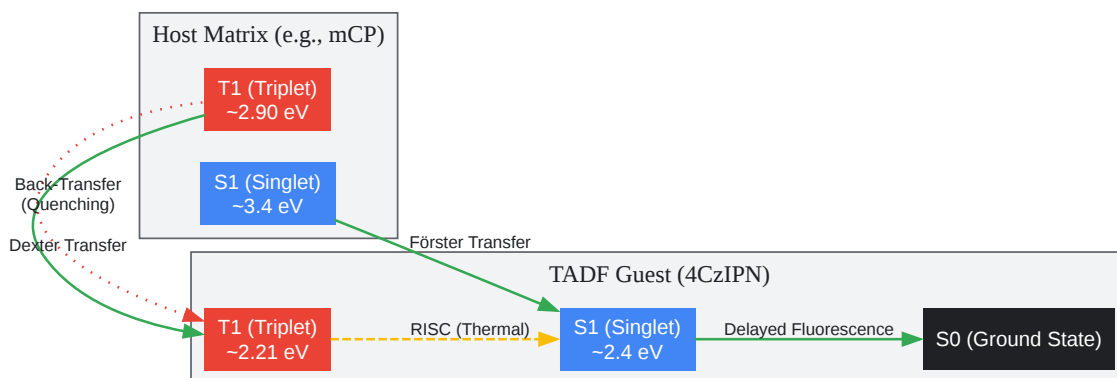 Host Matrix (e.g., mCP)
T1 (Triplet)
~2.90 eV
S1 (Singlet)
~3.4 eV
Back-Transfer
(Quenching)
Dexter Transfer
Förster Transfer
TADF Guest (4CzIPN)
T1 (Triplet)
~2.21 eV
RISC (Thermal)
S1 (Singlet)
~2.4 eV
Delayed Fluorescence
S0 (Ground State)